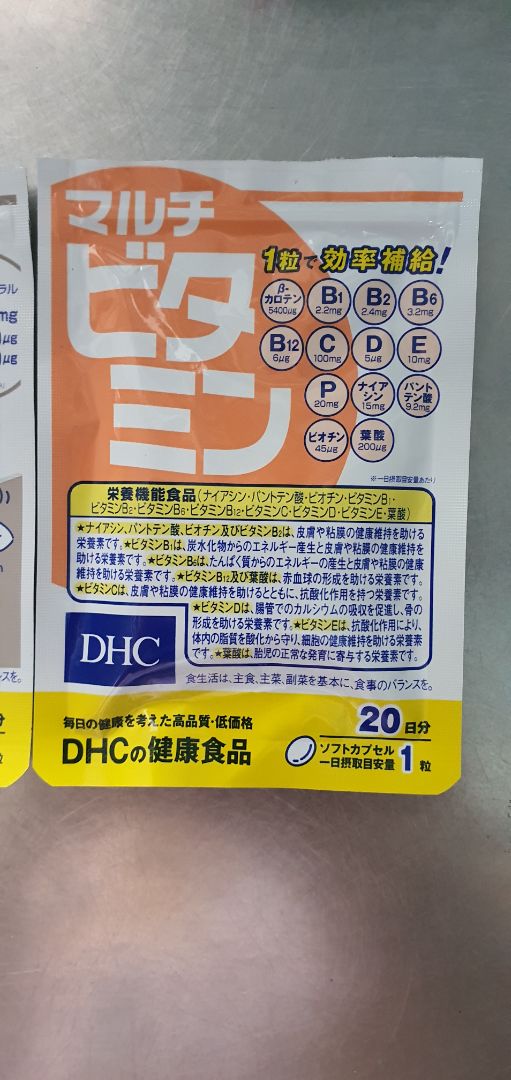 マルチ
ビタ
ミン
1粒で効率補給!
β-
カロテン
5400μg
B1
2.2mg
B2
2.4mg
B6
3.2mg
B12
6μg
C
100mg
D
5μg
E
10mg
P
20mg
ナイア
シン
15mg
パント
テン酸
9.2mg
ビオチン
45μg
葉酸
200μg
※一日摂取目安量あたり
栄養機能食品(ナイアシン・パントテン酸・ビオチン・ビタミンB1・
ビタミンB2・ビタミンB6・ビタミンB12・ビタミンC・ビタミンD・ビタミンE・葉酸)
★ナイアシン、パントテン酸、ビオチン及びビタミンB2は、皮膚や粘膜の健康維持を助ける
栄養素です。★ビタミンB1は、炭水化物からのエネルギー産生と皮膚や粘膜の健康維持を
助ける栄養素です。★ビタミンB6は、たんぱく質からのエネルギーの産生と皮膚や粘膜の健康
維持を助ける栄養素です。★ビタミンB12及び葉酸は、赤血球の形成を助ける栄養素です。
★ビタミンCは、皮膚や粘膜の健康維持を助けるとともに、抗酸化作用を持つ栄養素です。
★ビタミンDは、腸管でのカルシウムの吸収を促進し、骨の
形成を助ける栄養素です。★ビタミンEは、抗酸化作用により、
体内の脂質を酸化から守り、細胞の健康維持を助ける栄養素
です。★葉酸は、胎児の正常な発育に寄与する栄養素です。
DHC
食生活は、主食、主菜、副菜を基本に、食事のバランスを。
毎日の健康を考えた高品質・低価格
DHCの健康食品
20日分
ソフトカプセル
一日摂取目安量 1粒
ラル
mg
μg
μg
スを。
分
粒